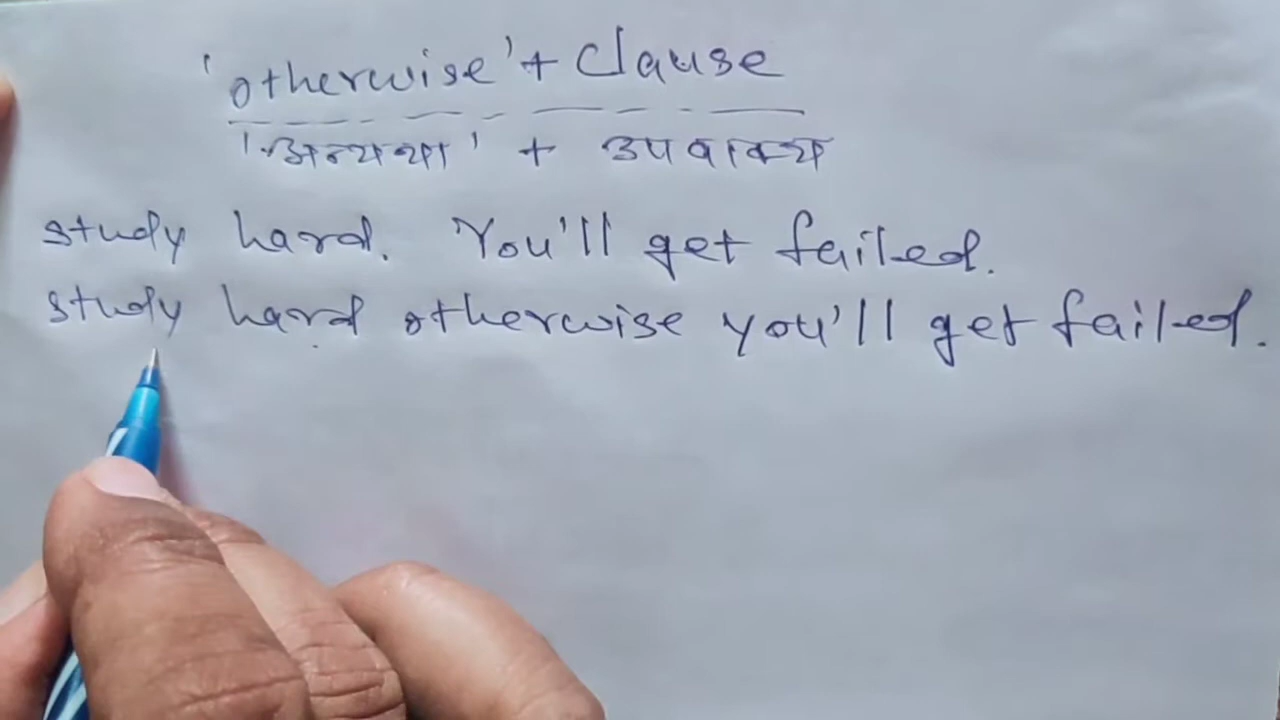 'otherwise' + Clause
'अन्यथा' + उपवाक्य
study hard. You'll get failed.
study hard otherwise you'll get failed.